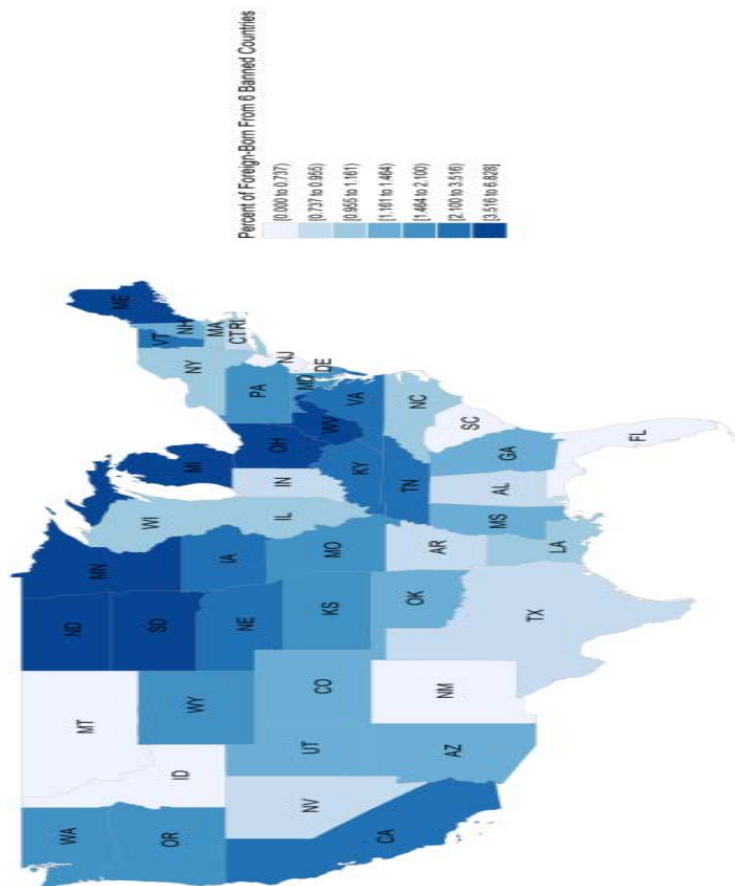 Percent of Foreign-Born From 6 Banned Countries
[0.000 to 0.737)
[0.737 to 0.955)
[0.955 to 1.161)
[1.161 to 1.464)
[1.464 to 2.100)
[2.100 to 3.516)
[3.516 to 6.828]
WA
MT
ND
MN
ME
OR
ID
WY
SD
WI
MI
VT
NH
NY
MA
CT
RI
NV
UT
CO
NE
IA
IL
IN
OH
PA
NJ
MD
DE
WV
VA
CA
AZ
NM
KS
MO
KY
OK
AR
TN
NC
SC
TX
LA
MS
AL
GA
FL